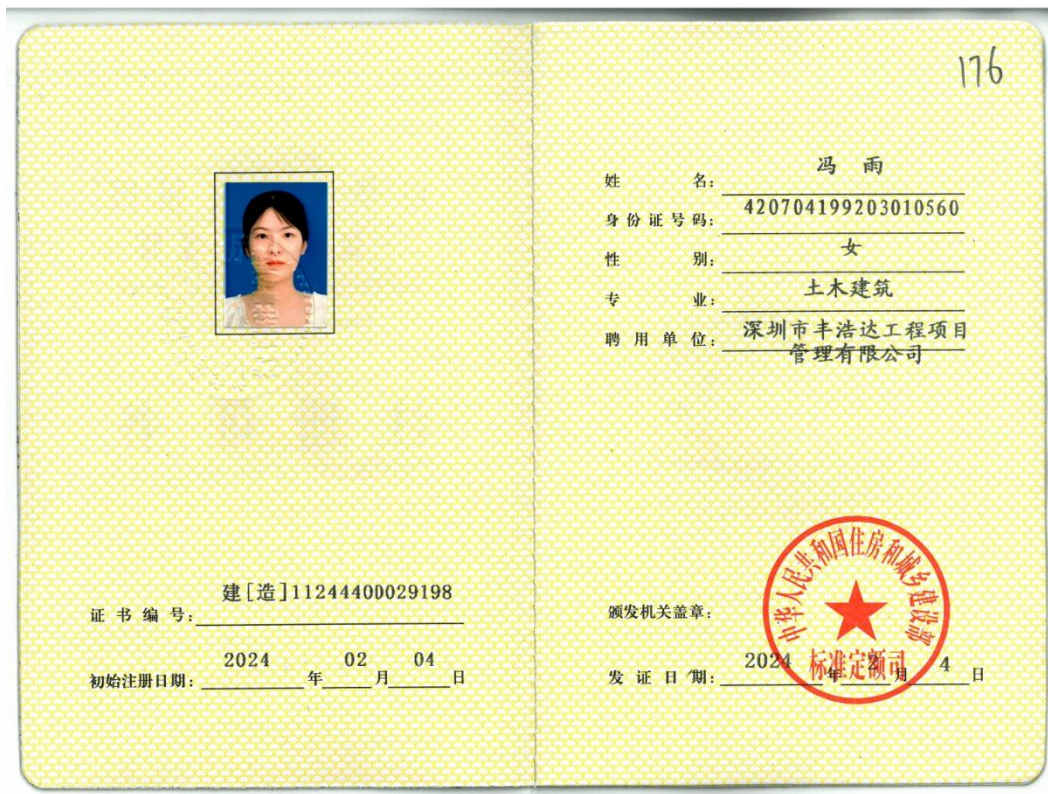 176
姓 名: 冯 雨
身份证号码: 420704199203010560
性 别: 女
专 业: 土木建筑
聘用单位: 深圳市丰浩达工程项目
管理有限公司
证书编号: 建[造]11244400029198
初始注册日期: 2024 年 02 月 04 日
颁发机关盖章:
中华人民共和国住房和城乡建设部
标准定额司
发证日期: 2024 年 2 月 4 日